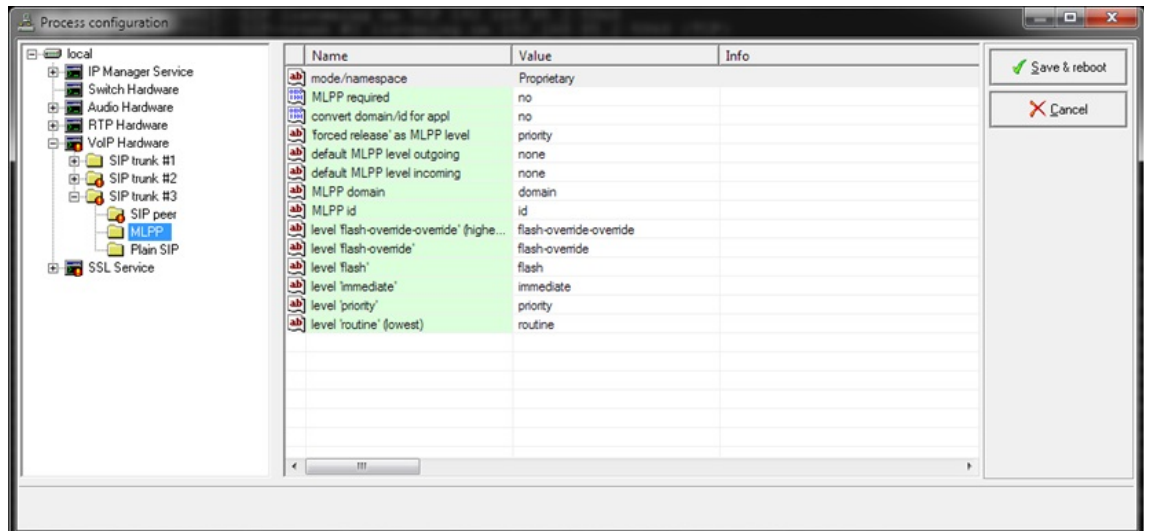 Process configuration
local
IP Manager Service
Switch Hardware
Audio Hardware
RTP Hardware
VoIP Hardware
SIP trunk #1
SIP trunk #2
SIP trunk #3
SIP peer
MLPP
Plain SIP
SSL Service
Name Value Info
mode/namespace Proprietary
MLPP required no
convert domain/id for appl no
'forced release' as MLPP level priority
default MLPP level outgoing none
default MLPP level incoming none
MLPP domain domain
MLPP id id
level 'flash-override-override' (highe... flash-override-override
level 'flash-override' flash-override
level 'flash' flash
level 'immediate' immediate
level 'priority' priority
level 'routine' (lowest) routine
Save & reboot
Cancel